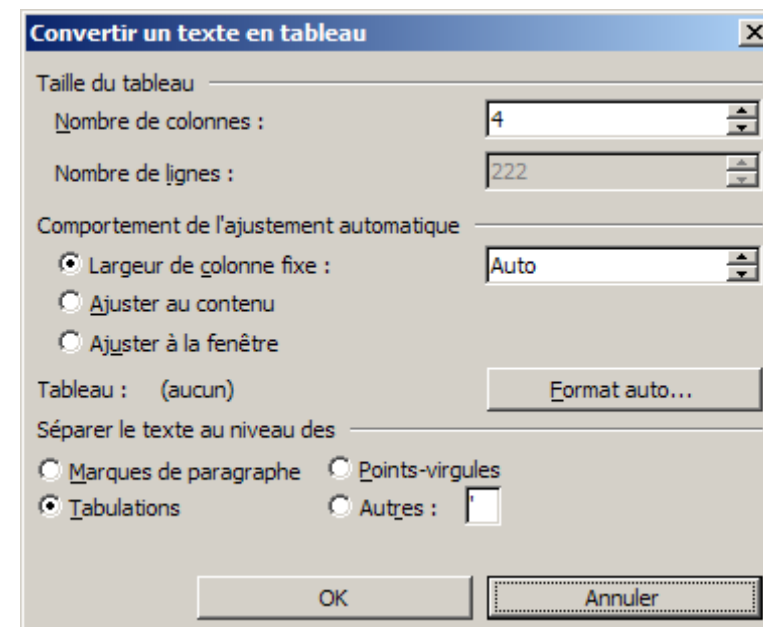 Convertir un texte en tableau
Taille du tableau
Nombre de colonnes : 4
Nombre de lignes : 222
Comportement de l'ajustement automatique
Largeur de colonne fixe : Auto
Ajuster au contenu
Ajuster à la fenêtre
Tableau : (aucun) Format auto...
Séparer le texte au niveau des
Marques de paragraphe Points-virgules
Tabulations Autres : '
OK Annuler